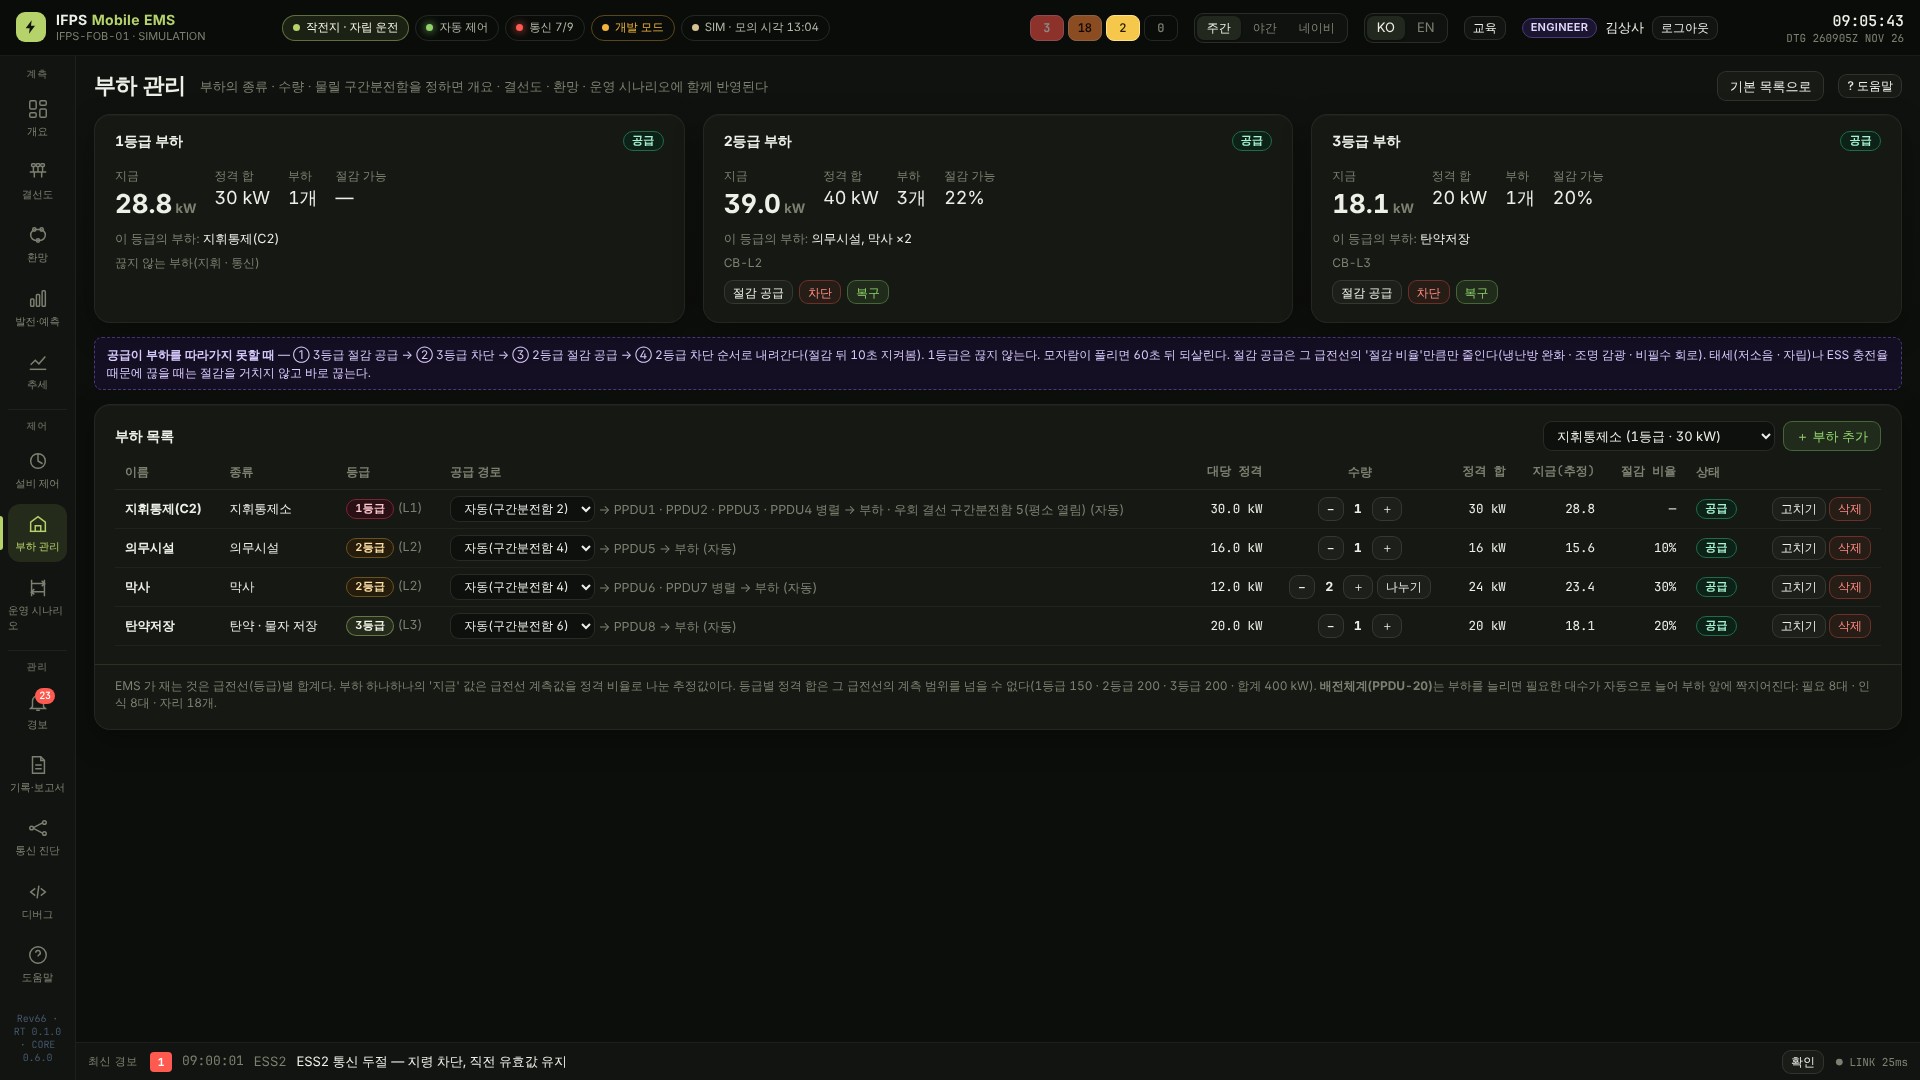 IFPS Mobile EMS
IFPS-FOB-01 · SIMULATION
작전지 · 자립 운전
자동 제어
통신 7/9
개발 모드
SIM · 모의 시각 13:04
3 18 2 0
주간 야간 네이비
KO EN
교육
ENGINEER 김상사 로그아웃
09:05:43
DTG 260905Z NOV 26
계측
개요
결선도
환망
발전·예측
추세
제어
설비 제어
부하 관리
운영 시나리
오
관리
23
경보
기록·보고서
통신 진단
디버그
도움말
Rev66 ·
RT 0.1.0
· CORE
0.6.0
부하 관리 부하의 종류 · 수량 · 물릴 구간분전함을 정하면 개요 · 결선도 · 환망 · 운영 시나리오에 함께 반영된다
기본 목록으로 ? 도움말
1등급 부하 공급
지금 정격 합 부하 절감 가능
28.8 kW 30 kW 1개 —
이 등급의 부하: 지휘통제(C2)
끊지 않는 부하(지휘 · 통신)
2등급 부하 공급
지금 정격 합 부하 절감 가능
39.0 kW 40 kW 3개 22%
이 등급의 부하: 의무시설, 막사 ×2
CB-L2
절감 공급 차단 복구
3등급 부하 공급
지금 정격 합 부하 절감 가능
18.1 kW 20 kW 1개 20%
이 등급의 부하: 탄약저장
CB-L3
절감 공급 차단 복구
공급이 부하를 따라가지 못할 때 — ① 3등급 절감 공급 → ② 3등급 차단 → ③ 2등급 절감 공급 → ④ 2등급 차단 순서로 내려간다(절감 뒤 10초 지켜봄). 1등급은 끊지 않는다. 모자람이 풀리면 60초 뒤 되살린다. 절감 공급은 그 급전선의 '절감 비율'만큼만 줄인다(냉난방 완화 · 조명 감광 · 비필수 회로). 태세(저소음 · 자립)나 ESS 충전율
때문에 끊을 때는 절감을 거치지 않고 바로 끊는다.
부하 목록 지휘통제소 (1등급 · 30 kW) + 부하 추가
이름 종류 등급 공급 경로 대당 정격 수량 정격 합 지금(추정) 절감 비율 상태
지휘통제(C2) 지휘통제소 1등급 (L1) 자동(구간분전함 2) → PPDU1 · PPDU2 · PPDU3 · PPDU4 병렬 → 부하 · 우회 결선 구간분전함 5(평소 열림) (자동) 30.0 kW − 1 + 30 kW 28.8 — 공급 고치기 삭제
의무시설 의무시설 2등급 (L2) 자동(구간분전함 4) → PPDU5 → 부하 (자동) 16.0 kW − 1 + 16 kW 15.6 10% 공급 고치기 삭제
막사 막사 2등급 (L2) 자동(구간분전함 4) → PPDU6 · PPDU7 병렬 → 부하 (자동) 12.0 kW − 2 + 나누기 24 kW 23.4 30% 공급 고치기 삭제
탄약저장 탄약 · 물자 저장 3등급 (L3) 자동(구간분전함 6) → PPDU8 → 부하 (자동) 20.0 kW − 1 + 20 kW 18.1 20% 공급 고치기 삭제
EMS 가 재는 것은 급전선(등급)별 합계다. 부하 하나하나의 '지금' 값은 급전선 계측값을 정격 비율로 나눈 추정값이다. 등급별 정격 합은 그 급전선의 계측 범위를 넘을 수 없다(1등급 150 · 2등급 200 · 3등급 200 · 합계 400 kW). 배전체계(PPDU-20)는 부하를 늘리면 필요한 대수가 자동으로 늘어 부하 앞에 짝지어진다: 필요 8대 · 인
식 8대 · 자리 18개.
최신 경보 1 09:00:01 ESS2 ESS2 통신 두절 — 지령 차단, 직전 유효값 유지
확인 LINK 25ms